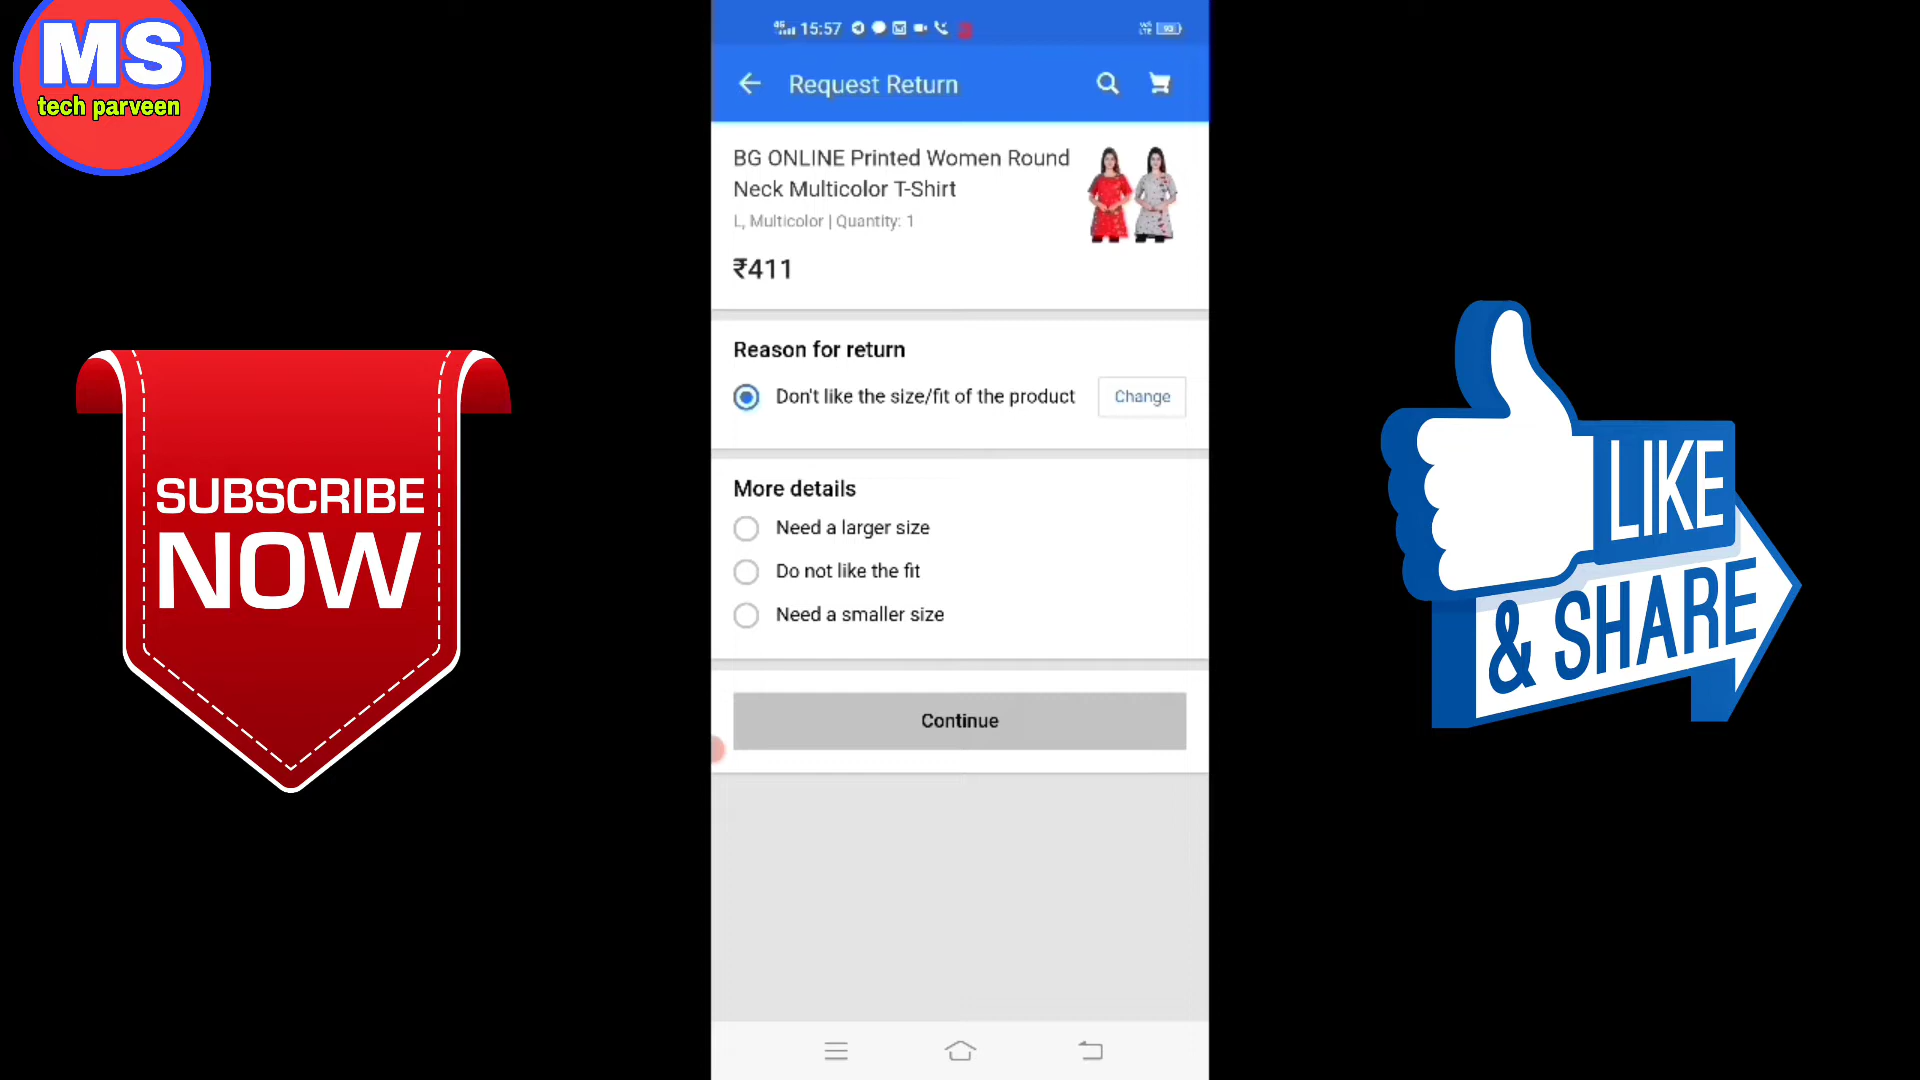 MS
tech parveen
15:57
Request Return
BG ONLINE Printed Women Round
Neck Multicolor T-Shirt
L, Multicolor | Quantity: 1
₹411
Reason for return
Don't like the size/fit of the product
Change
More details
Need a larger size
Do not like the fit
Need a smaller size
Continue
SUBSCRIBE
NOW
LIKE
& SHARE